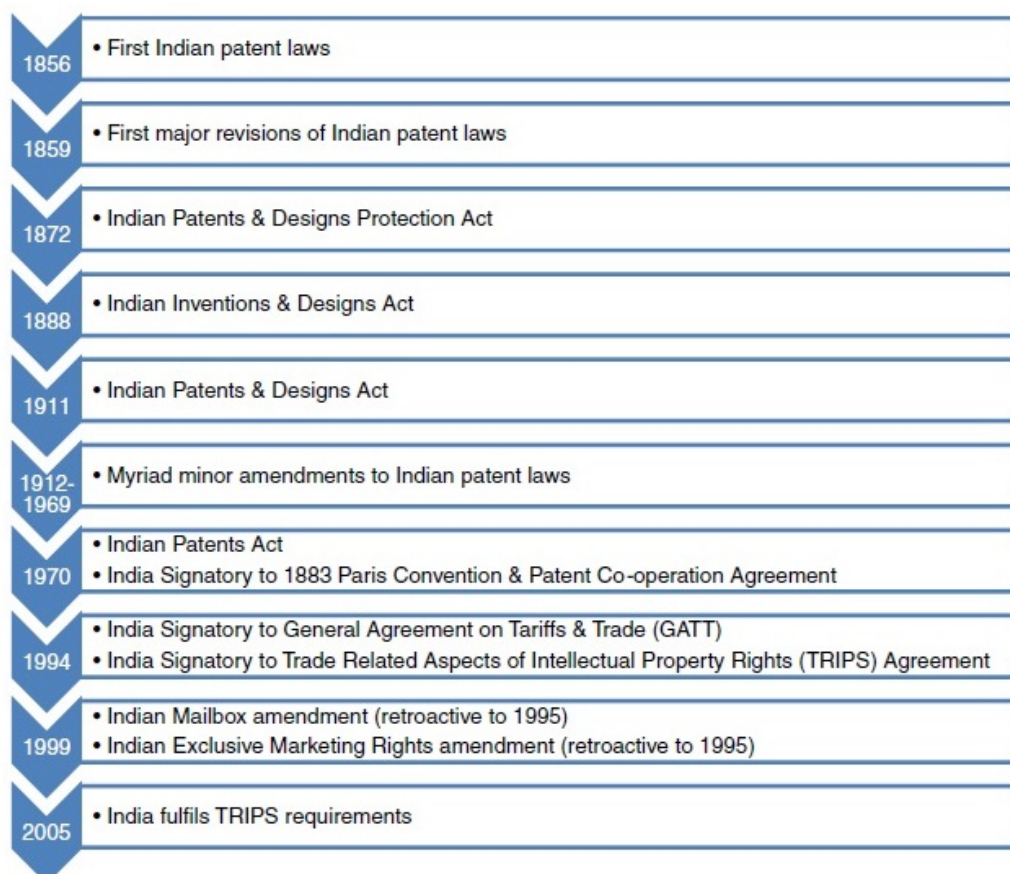 1856
• First Indian patent laws
1859
• First major revisions of Indian patent laws
1872
• Indian Patents & Designs Protection Act
1888
• Indian Inventions & Designs Act
1911
• Indian Patents & Designs Act
1912-
1969
• Myriad minor amendments to Indian patent laws
1970
• Indian Patents Act
• India Signatory to 1883 Paris Convention & Patent Co-operation Agreement
1994
• India Signatory to General Agreement on Tariffs & Trade (GATT)
• India Signatory to Trade Related Aspects of Intellectual Property Rights (TRIPS) Agreement
1999
• Indian Mailbox amendment (retroactive to 1995)
• Indian Exclusive Marketing Rights amendment (retroactive to 1995)
2005
• India fulfils TRIPS requirements